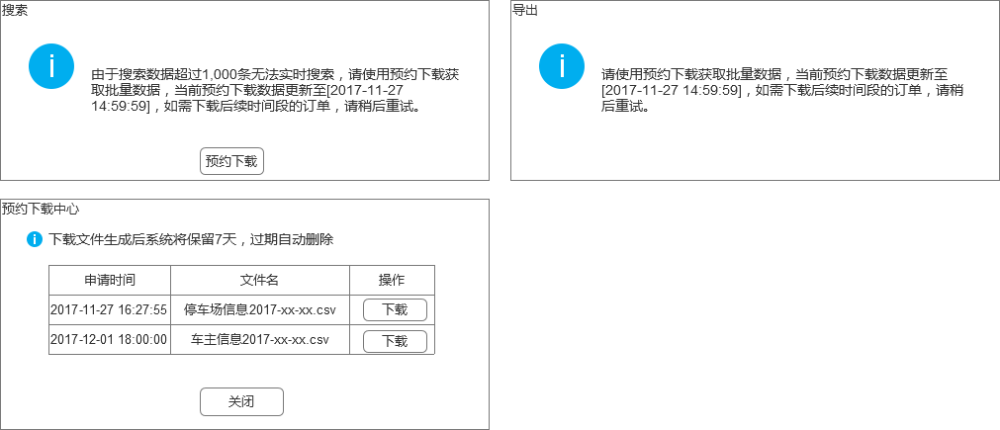 搜索
i
由于搜索数据超过1,000条无法实时搜索，请使用预约下载获
取批量数据，当前预约下载数据更新至[2017-11-27
14:59:59]，如需下载后续时间段的订单，请稍后重试。
预约下载
导出
i
请使用预约下载获取批量数据，当前预约下载数据更新至
[2017-11-27 14:59:59]，如需下载后续时间段的订单，请稍
后重试。
预约下载中心
i 下载文件生成后系统将保留7天，过期自动删除
申请时间 文件名 操作
2017-11-27 16:27:55 停车场信息2017-xx-xx.csv 下载
2017-12-01 18:00:00 车主信息2017-xx-xx.csv 下载
关闭